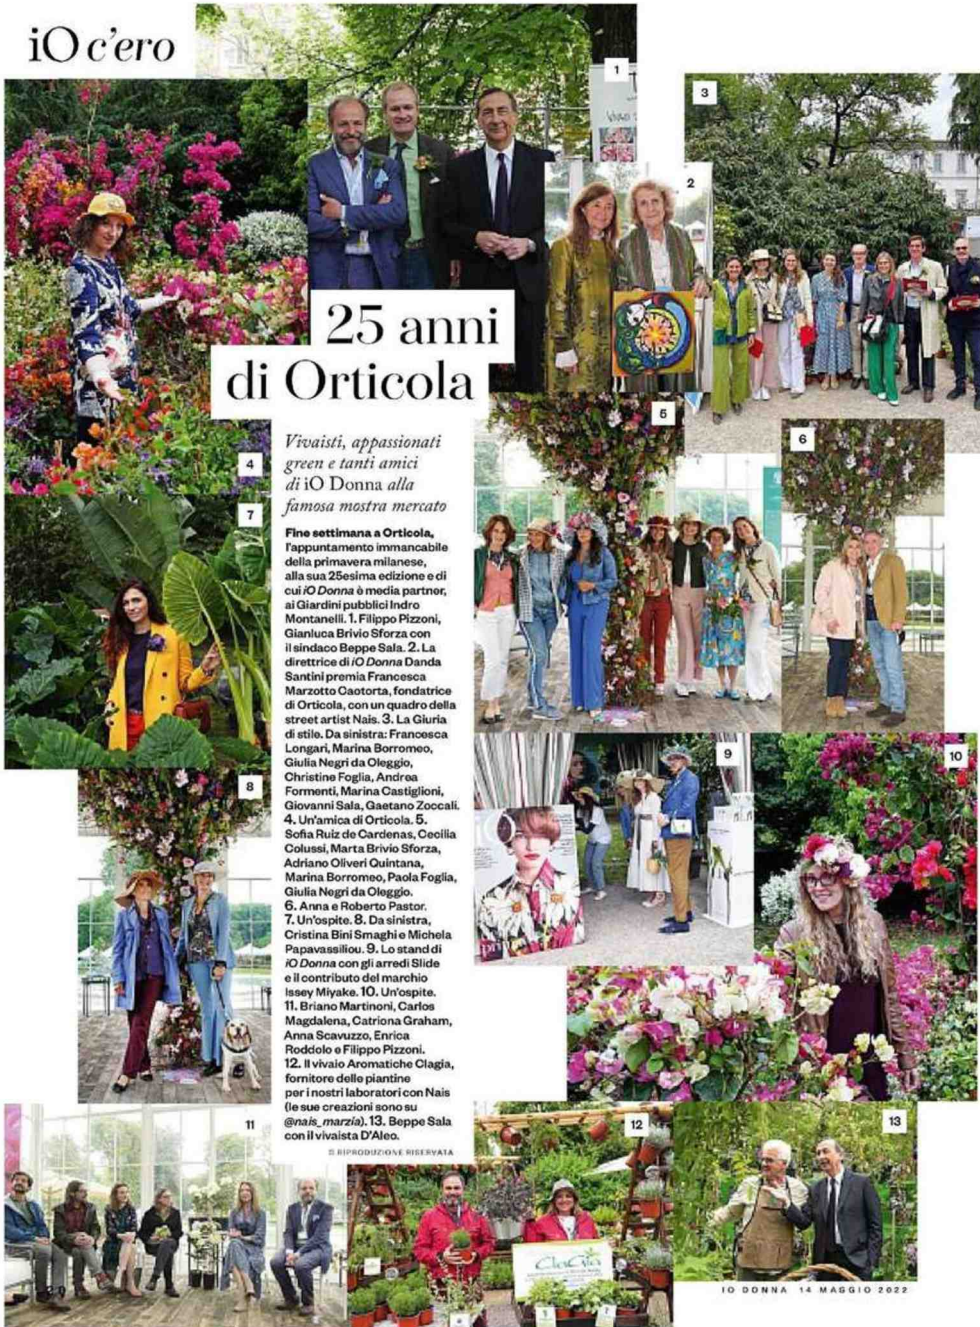 iO c'ero
1
2
3
25 anni
di Orticola
4
5
6
7
8
9
10
11
12
13
Vivaisti, appassionati
green e tanti amici
di iO Donna alla
famosa mostra mercato
Fine settimana a Orticola,
l'appuntamento immancabile
della primavera milanese,
alla sua 25esima edizione e di
cui iO Donna è media partner,
ai Giardini pubblici Indro
Montanelli. 1. Filippo Pizzoni,
Gianluca Brivio Sforza con
il sindaco Beppe Sala. 2. La
direttrice di iO Donna Danda
Santini premia Francesca
Marzotto Caotorta, fondatrice
di Orticola, con un quadro della
street artist Nais. 3. La Giuria
di stile. Da sinistra: Francesca
Longari, Marina Borromeo,
Giulia Negri da Oleggio,
Christine Foglia, Andrea
Formenti, Marina Castiglioni,
Giovanni Sala, Gaetano Zoccali.
4. Un'amica di Orticola. 5.
Sofia Ruiz de Cardenas, Cecilia
Colussi, Marta Brivio Sforza,
Adriano Oliveri Quintana,
Marina Borromeo, Paola Foglia,
Giulia Negri da Oleggio.
6. Anna e Roberto Pastor.
7. Un'ospite. 8. Da sinistra,
Cristina Bini Smaghi e Michela
Papavassiliou. 9. Lo stand di
iO Donna con gli arredi Slide
e il contributo del marchio
Issey Miyake. 10. Un'ospite.
11. Briano Martinoni, Carlos
Magdalena, Catriona Graham,
Anna Scavuzzo, Enrica
Roddolo e Filippo Pizzoni.
12. Il vivaio Aromatiche Clagia,
fornitore delle piantine
per i nostri laboratori con Nais
(le sue creazioni sono su
@nais_marzia). 13. Beppe Sala
con il vivaista D'Aleo.
© RIPRODUZIONE RISERVATA
iO
ClaGia
IO DONNA 14 MAGGIO 2022